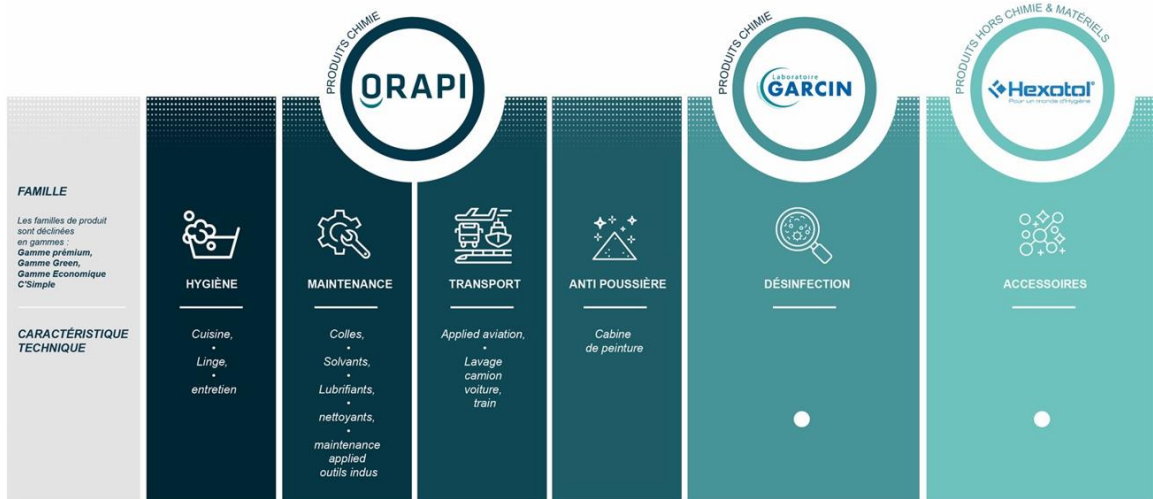 PRODUITS CHIMIE
ORAPI
PRODUITS CHIMIE
Laboratoire
GARCIN
PRODUITS HORS CHIMIE & MATÉRIELS
Hexotol®
Pour un monde d'hygiène
FAMILLE
Les familles de produit
sont déclinées
en gammes :
Gamme prémium,
Gamme Green,
Gamme Economique
C'Simple
HYGIÈNE
MAINTENANCE
TRANSPORT
ANTI POUSSIÈRE
DÉSINFECTION
ACCESSOIRES
CARACTÉRISTIQUE
TECHNIQUE
Cuisine,
•
Linge,
•
entretien
Colles,
•
Solvants,
•
Lubrifiants,
•
nettoyants,
•
maintenance
applied
outils indus
Applied aviation,
•
Lavage
camion
voiture,
train
Cabine
de peinture